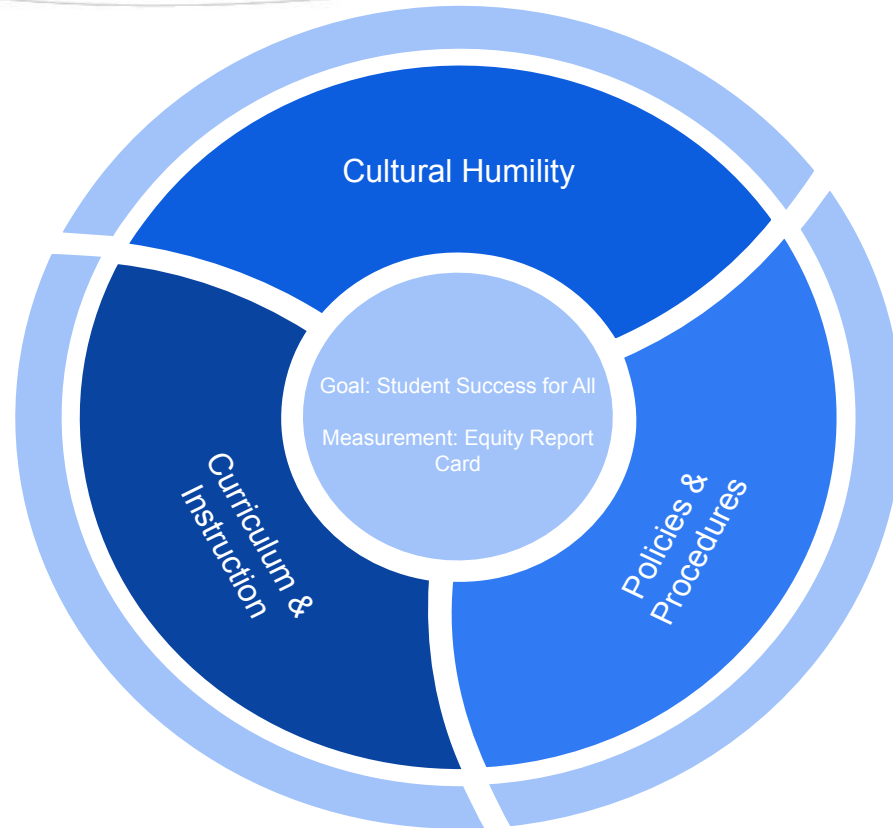 Cultural Humility
Goal: Student Success for All
Measurement: Equity Report
Card
Curriculum &
Instruction
Policies &
Procedures